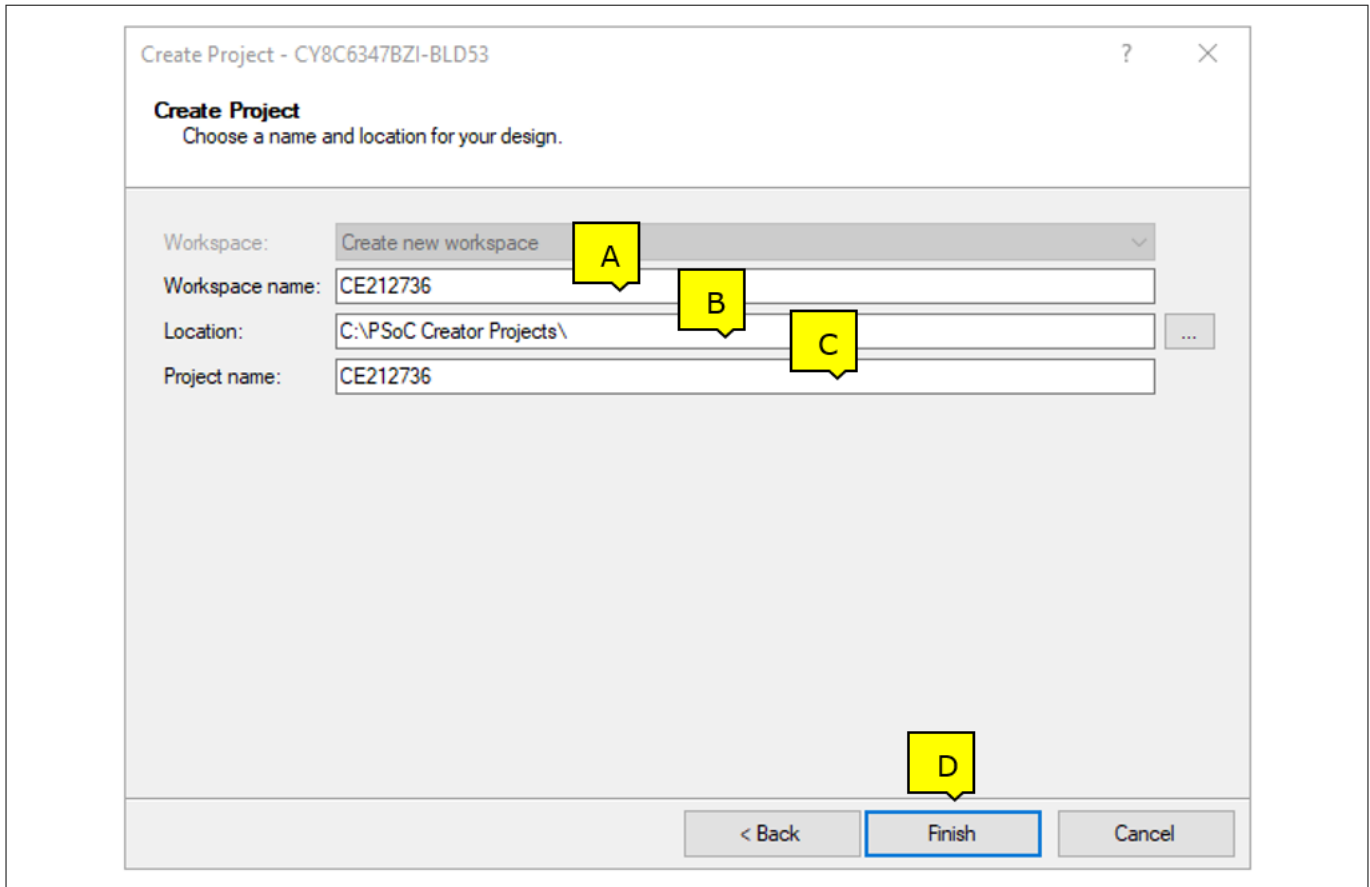 Create Project - CY8C6347BZI-BLD53 ?
Create Project
Choose a name and location for your design.
Workspace: Create new workspace
A
Workspace name: CE212736
B
Location: C:\PSoC Creator Projects\ ...
C
Project name: CE212736
D
< Back Finish Cancel